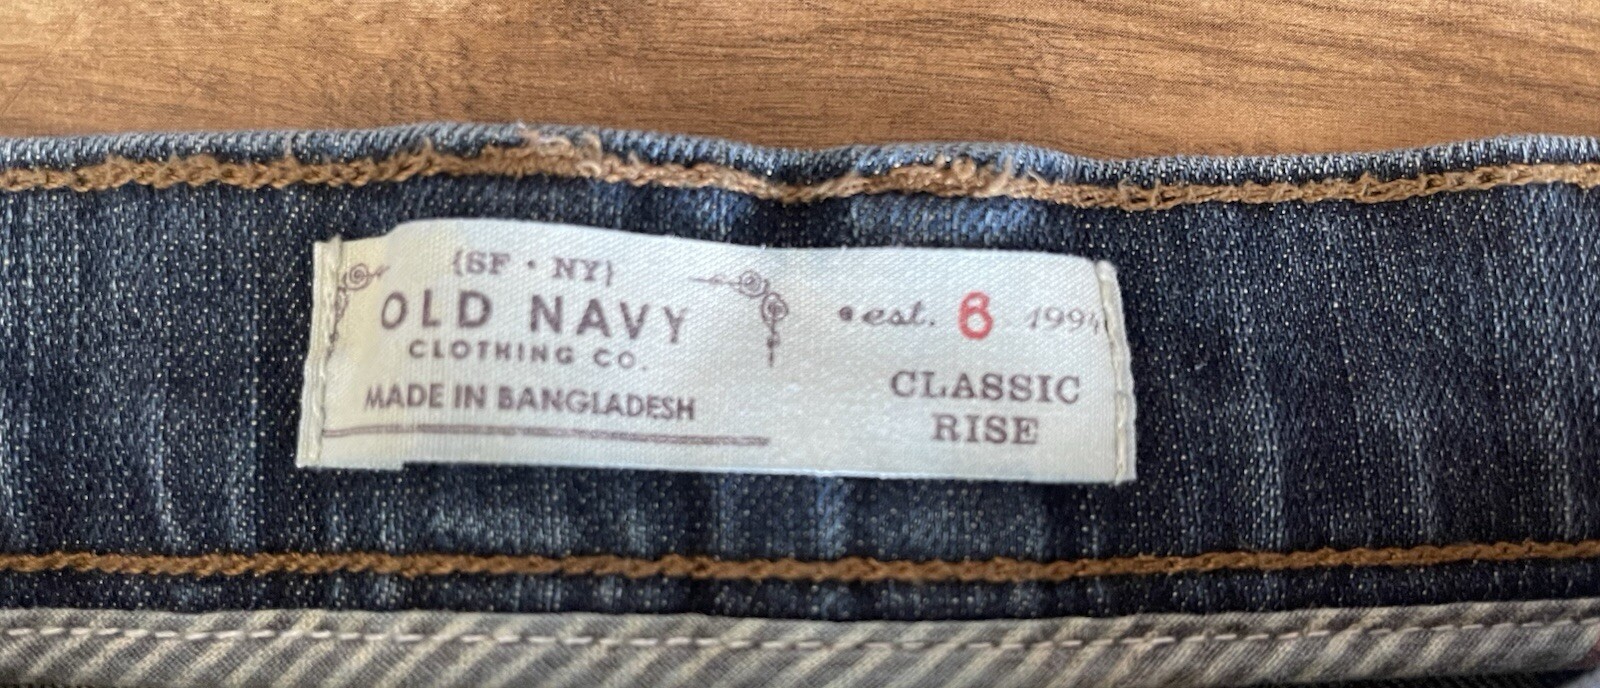 {SF · NY}
OLD NAVY
CLOTHING CO.
MADE IN BANGLADESH
•est. 6 1994
CLASSIC
RISE